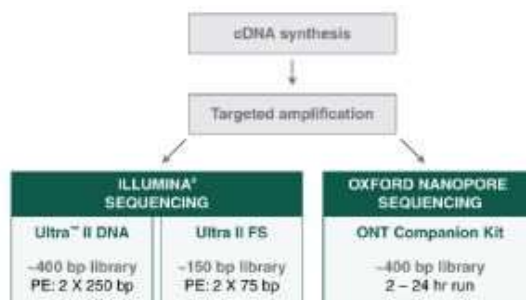 cDNA synthesis
Targeted amplification
ILLUMINA®
SEQUENCING
Ultra™ II DNA
~400 bp library
PE: 2 X 250 bp
Ultra II FS
~150 bp library
PE: 2 X 75 bp
OXFORD NANOPORE
SEQUENCING
ONT Companion Kit
~400 bp library
2 – 24 hr run